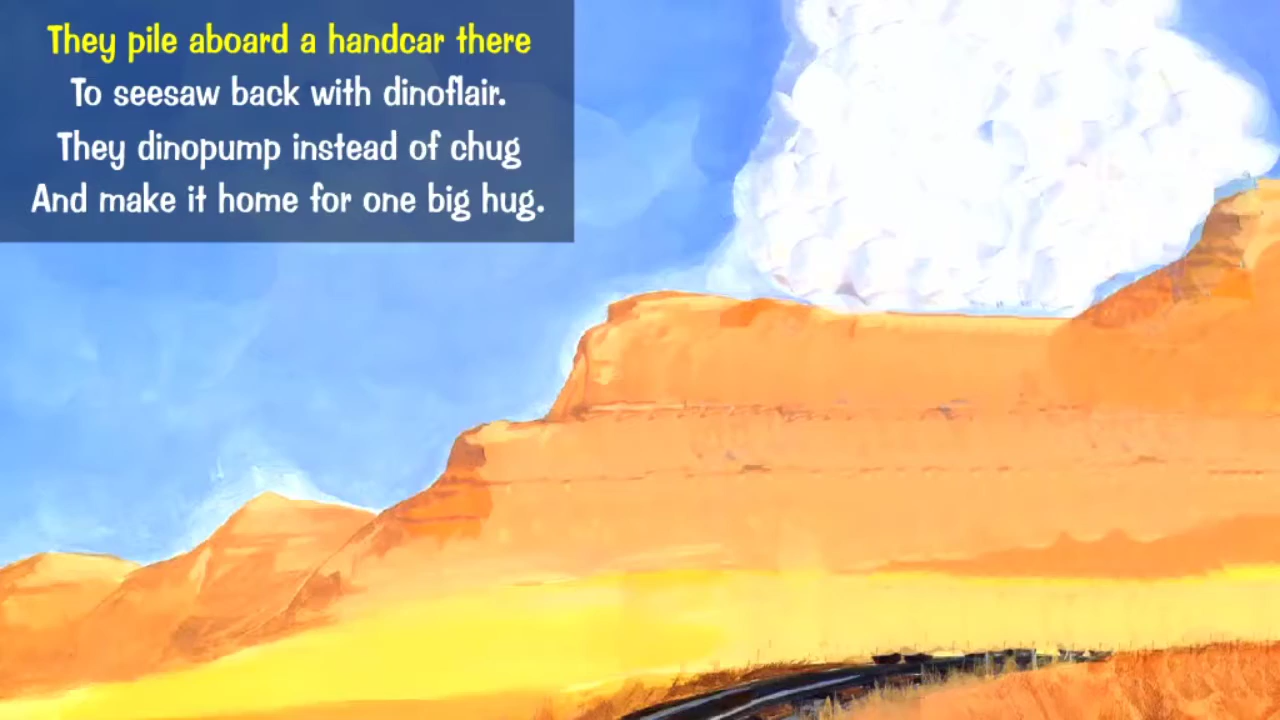 They pile aboard a handcar there
To seesaw back with dinoflair.
They dinopump instead of chug
And make it home for one big hug.